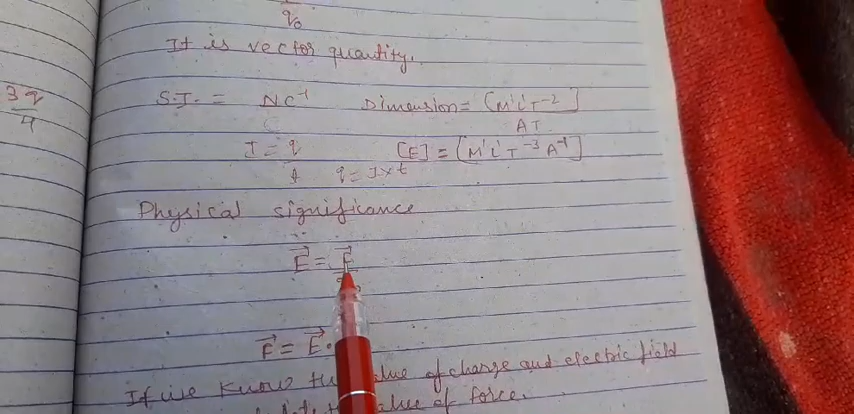 q₀
It is vector quantity.
3q
4
S.I. = NC⁻¹ Dimension = [M¹L¹T⁻²]
C AT
I = q [E] = [M¹L¹T⁻³A⁻¹]
t q = I×t
Physical significance
E⃗ = F⃗
F⃗ = E⃗.
If we know the value of charge and electric field
value of force.